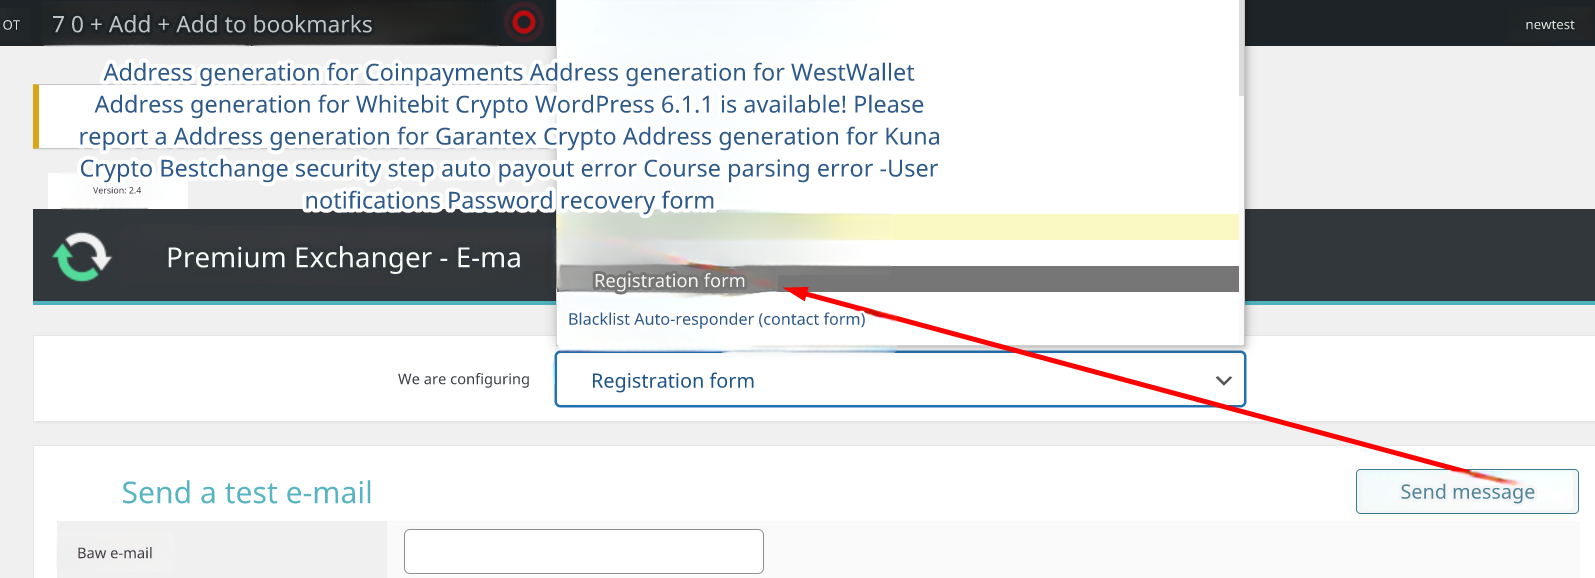 OT
7 0 + Add + Add to bookmarks
newtest
Address generation for Coinpayments Address generation for WestWallet
Address generation for Whitebit Crypto WordPress 6.1.1 is available! Please
report a Address generation for Garantex Crypto Address generation for Kuna
Crypto Bestchange security step auto payout error Course parsing error -User
notifications Password recovery form
Version: 2.4
Premium Exchanger - E-ma
Registration form
Blacklist Auto-responder (contact form)
We are configuring
Registration form
Send a test e-mail
Send message
Baw e-mail